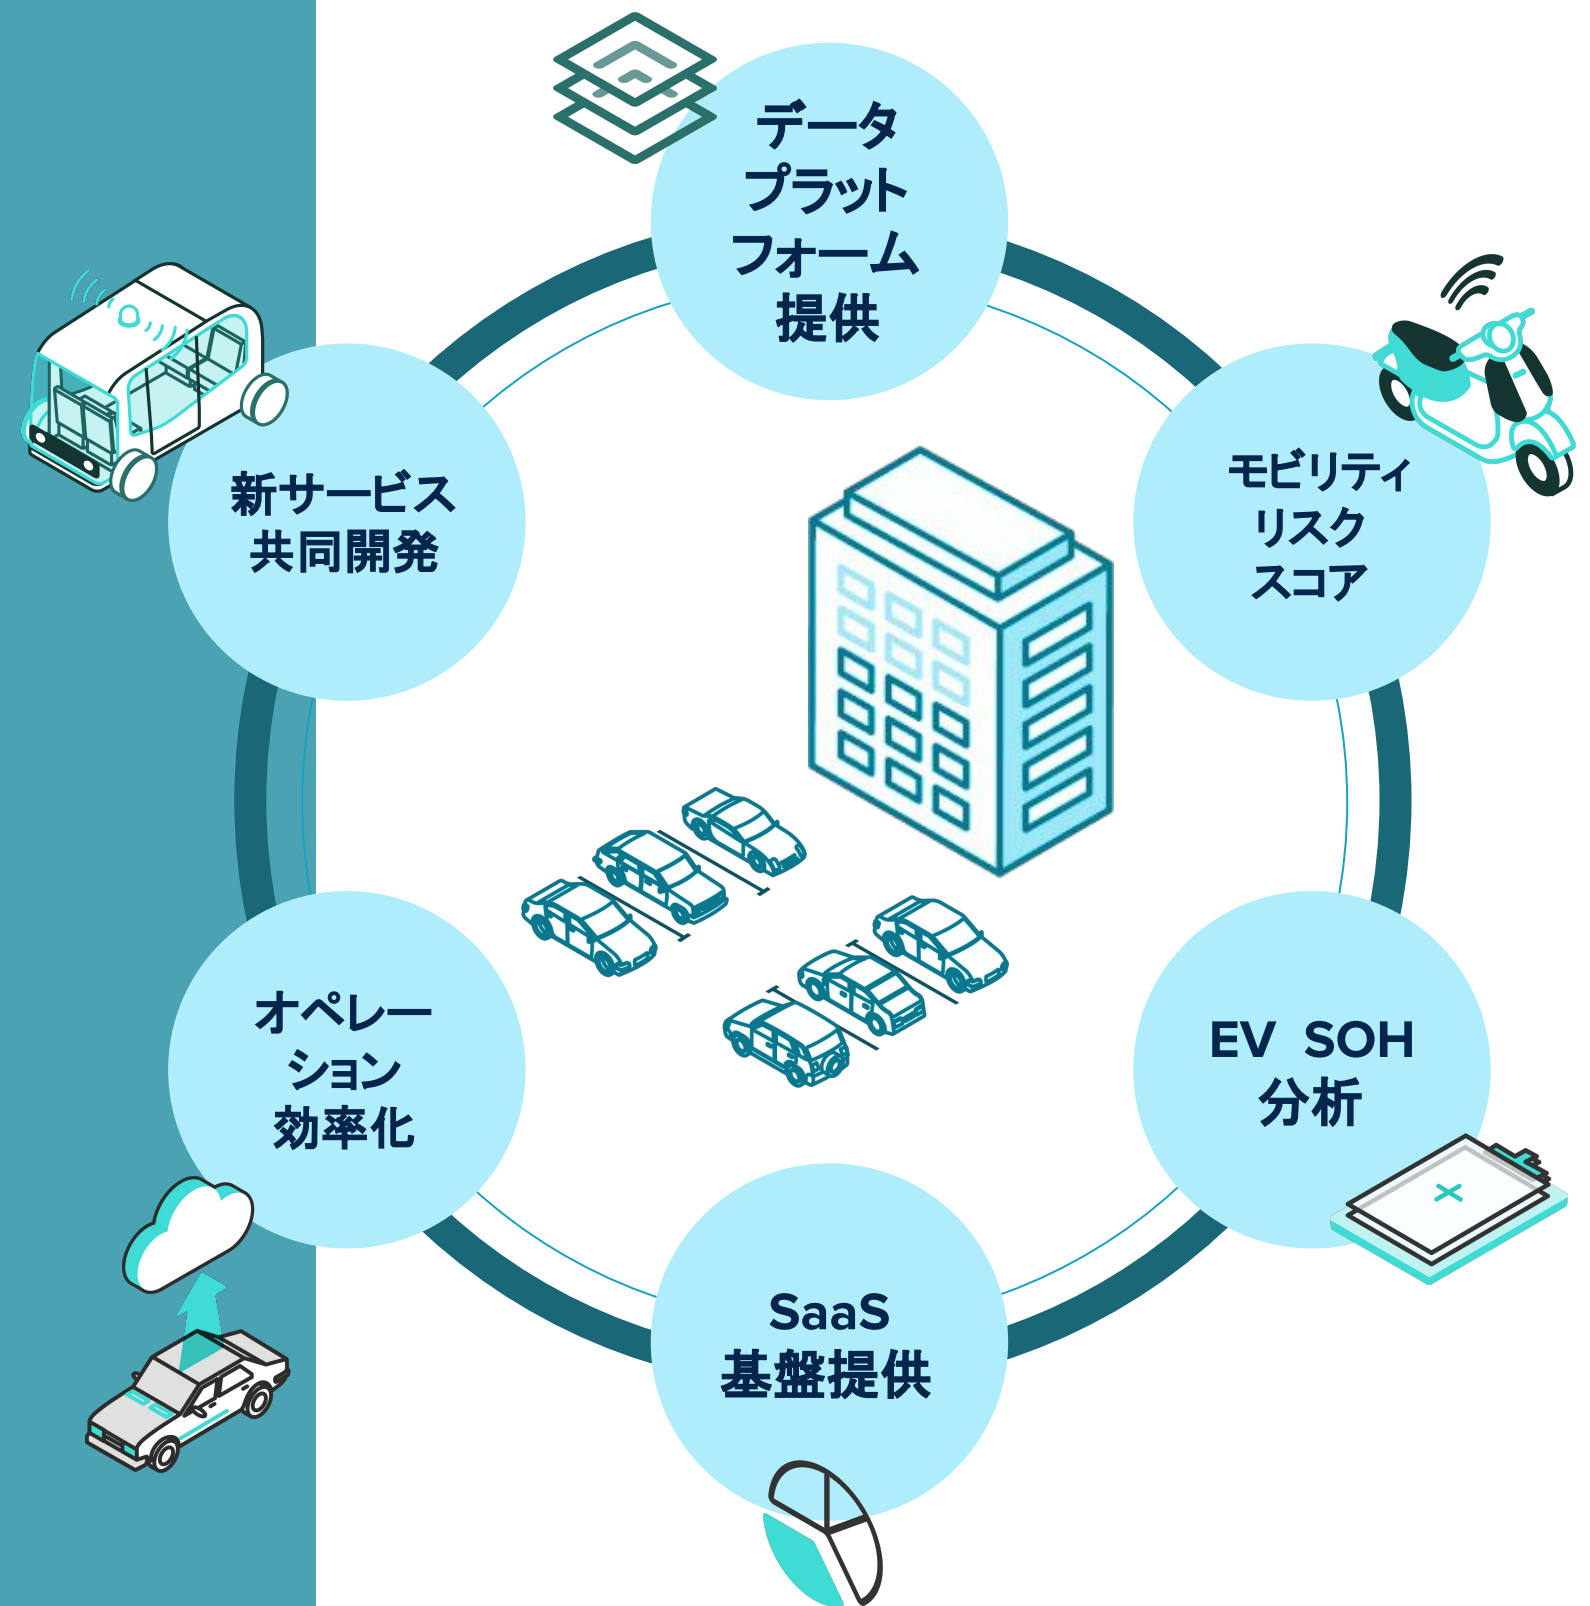 データ
プラット
フォーム
提供
モビリティ
リスク
スコア
EV SOH
分析
SaaS
基盤提供
オペレー
ション
効率化
新サービス
共同開発